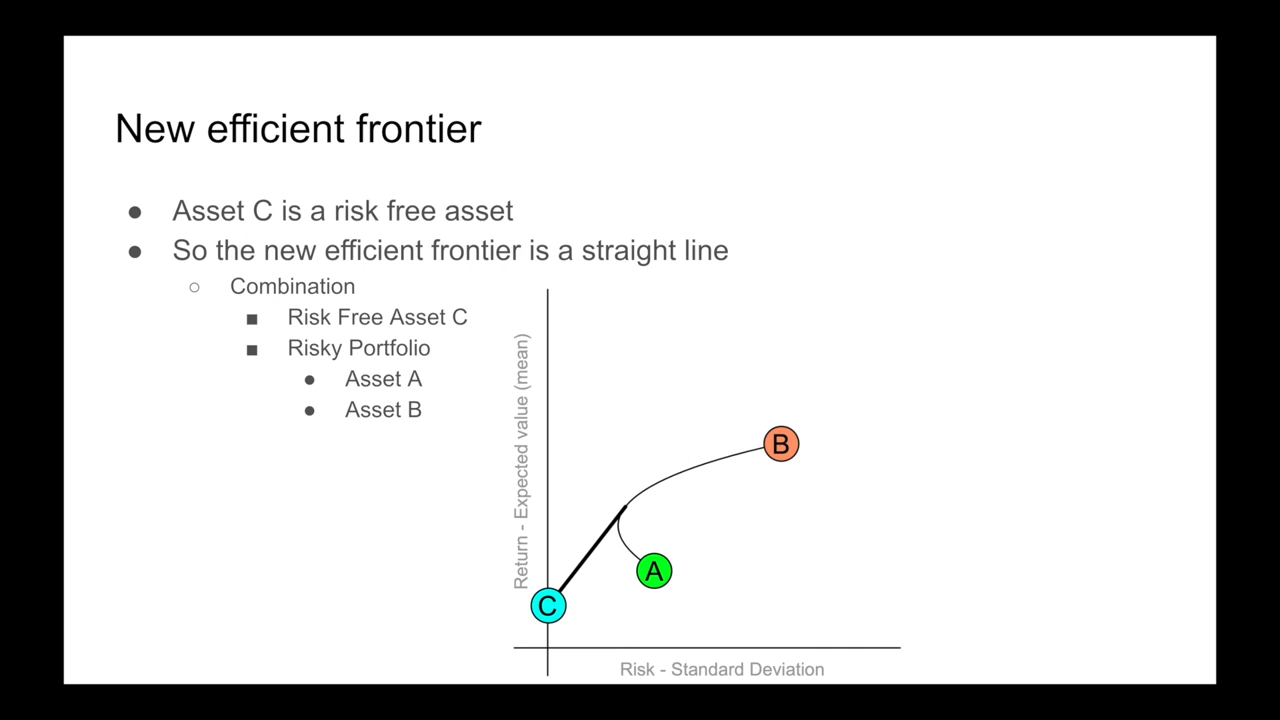 New efficient frontier
● Asset C is a risk free asset
● So the new efficient frontier is a straight line
○ Combination
■ Risk Free Asset C
■ Risky Portfolio
● Asset A
● Asset B
Return - Expected value (mean)
B
A
C
Risk - Standard Deviation